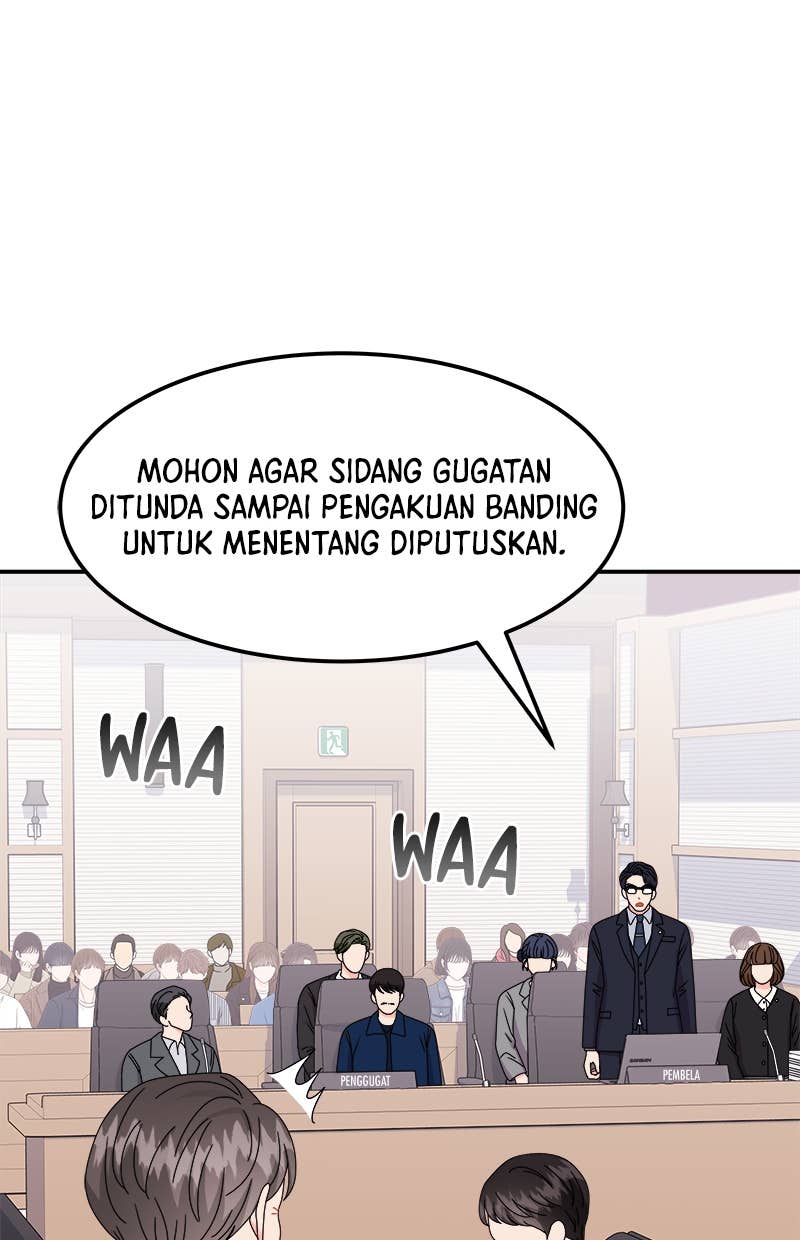 MOHON AGAR SIDANG GUGATAN
DITUNDA SAMPAI PENGAKUAN BANDING
UNTUK MENENTANG DIPUTUSKAN.
WAA
WAA
PENGGUGAT
PEMBELA